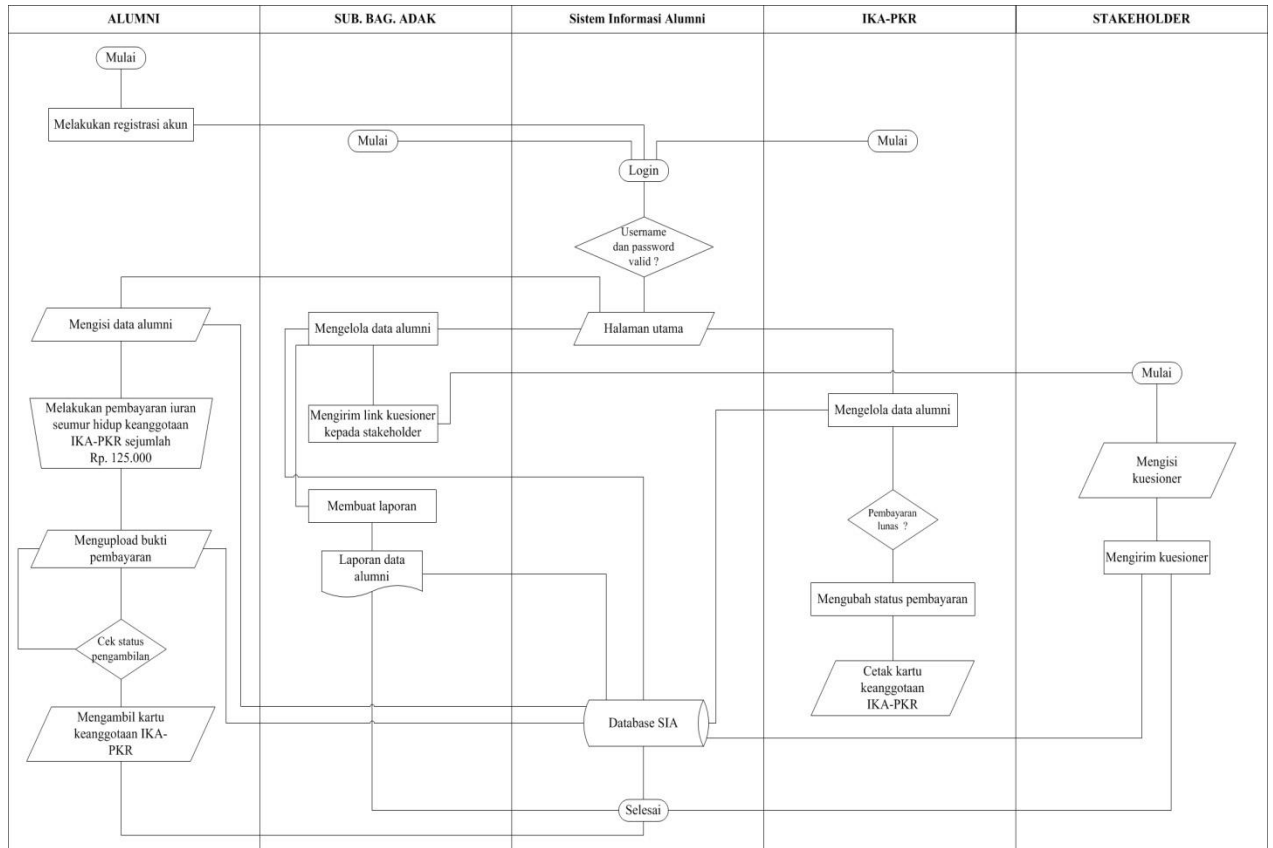 ALUMNI
SUB. BAG. ADAK
Sistem Informasi Alumni
IKA-PKR
STAKEHOLDER
Mulai
Melakukan registrasi akun
Mulai
Mulai
Login
Username
dan password
valid ?
Mengisi data alumni
Mengelola data alumni
Halaman utama
Mulai
Melakukan pembayaran iuran
seumur hidup keanggotaan
IKA-PKR sejumlah
Rp. 125.000
Mengirim link kuesioner
kepada stakeholder
Mengelola data alumni
Mengisi
kuesioner
Membuat laporan
Pembayaran
lunas ?
Mengupload bukti
pembayaran
Laporan data
alumni
Mengirim kuesioner
Mengubah status pembayaran
Cek status
pengambilan
Cetak kartu
keanggotaan
IKA-PKR
Mengambil kartu
keanggotaan IKA-
PKR
Database SIA
Selesai